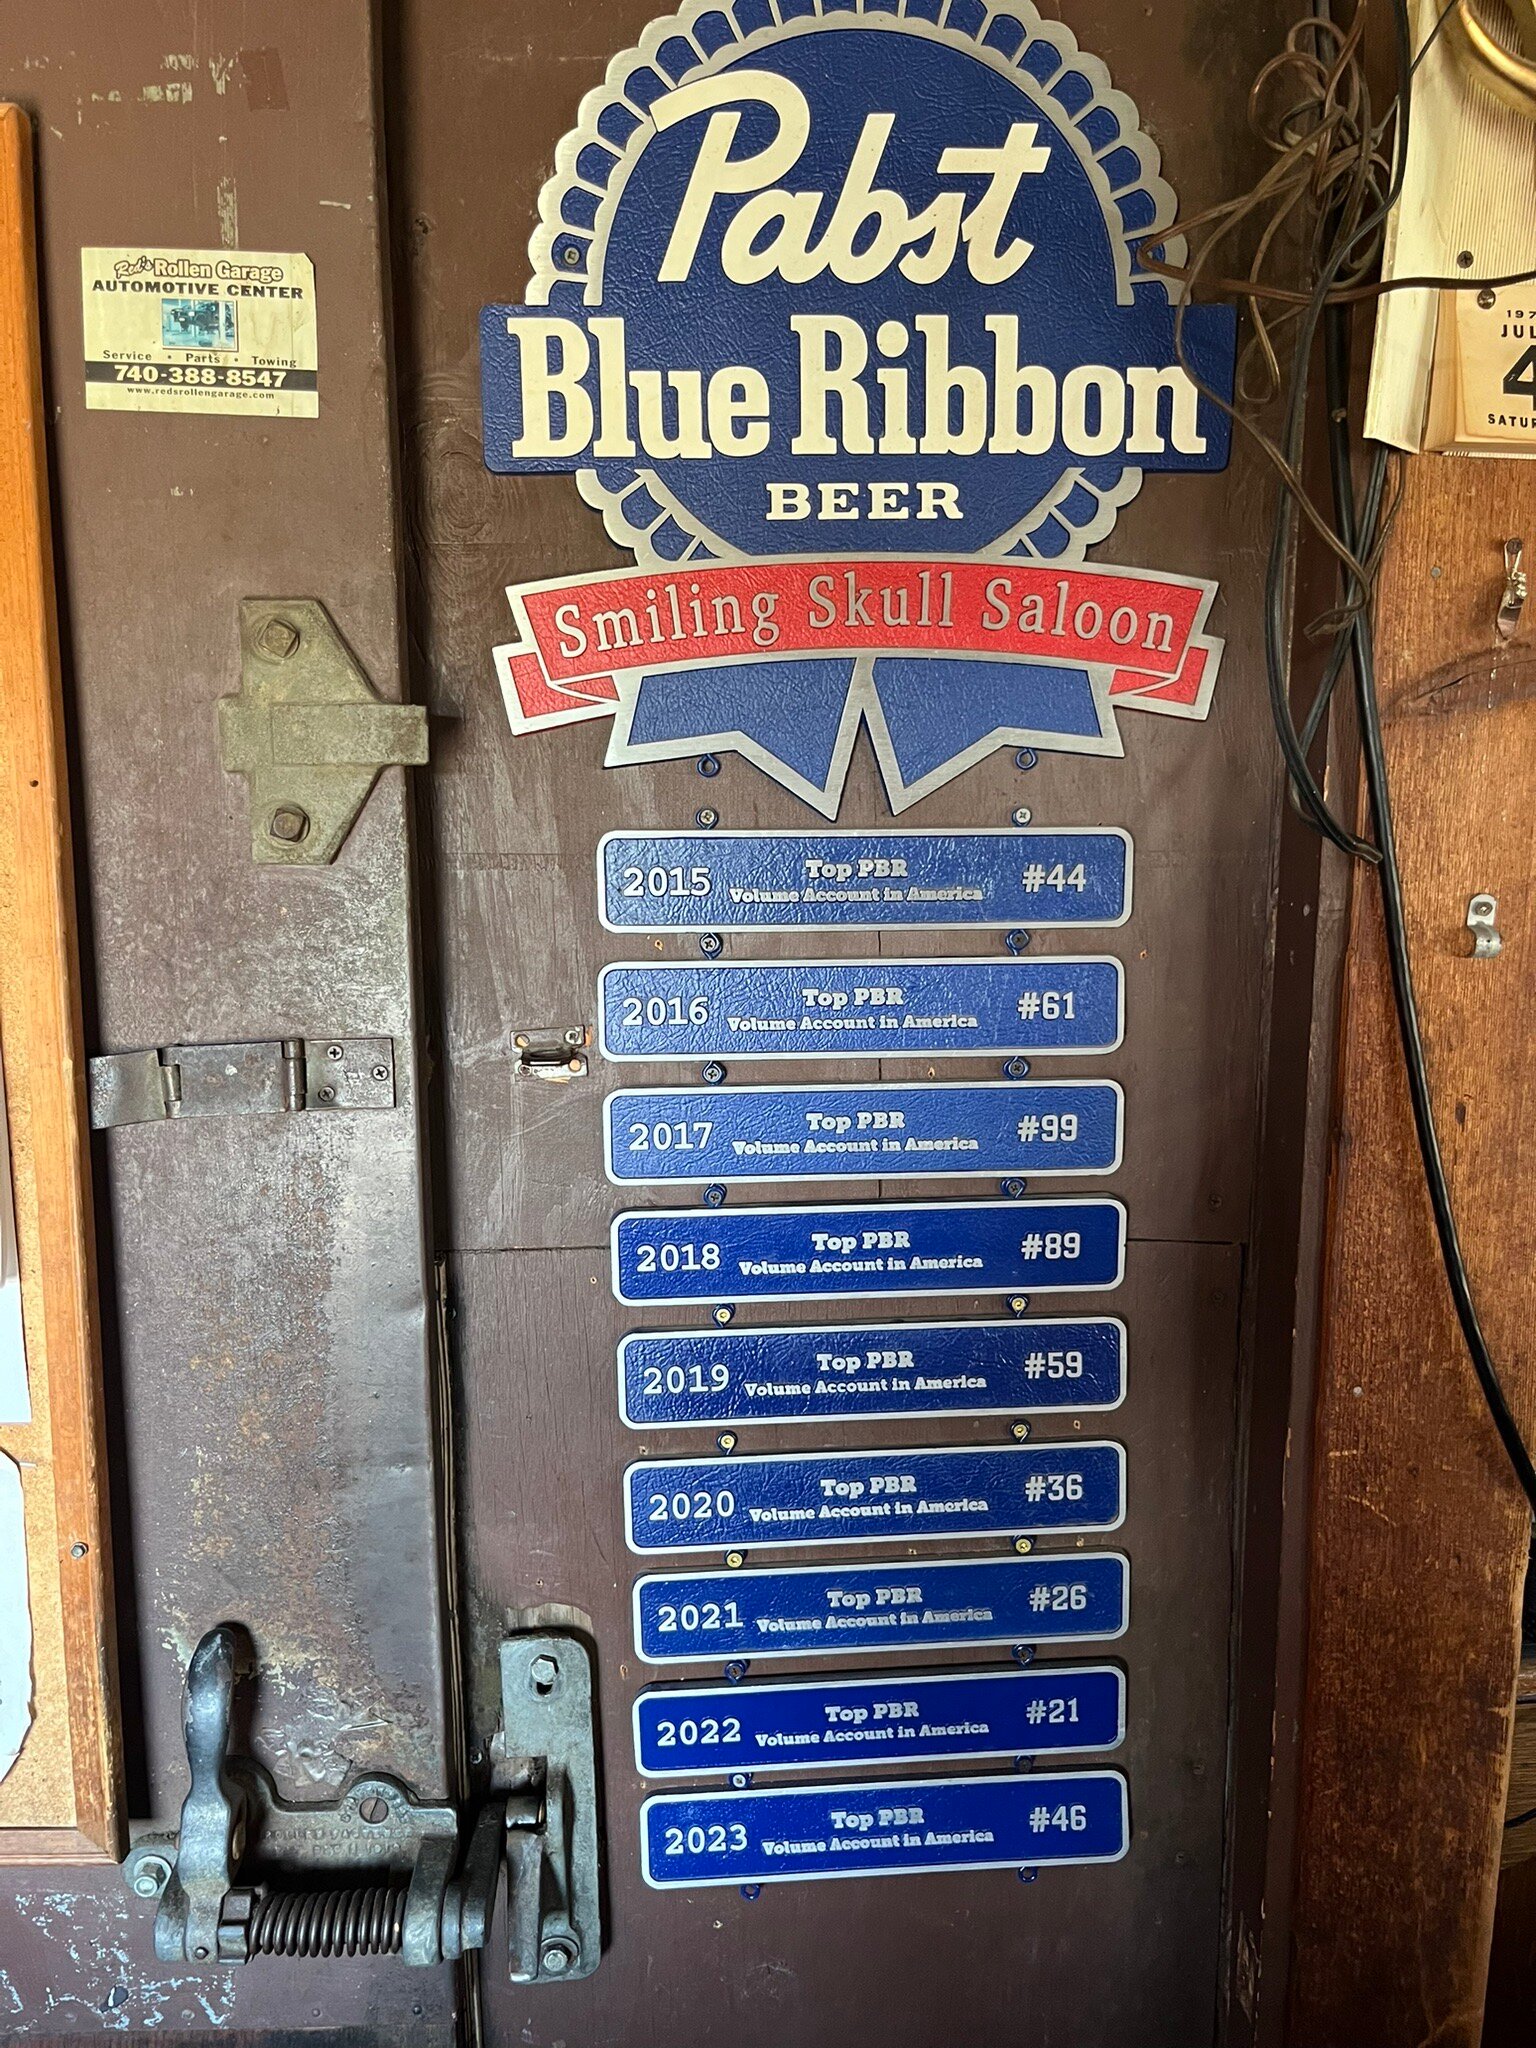 Red's Rollen Garage
AUTOMOTIVE CENTER
Service • Parts • Towing
740-388-8547
www.redsrollengarage.com
Pabst
Blue Ribbon
BEER
Smiling Skull Saloon
2015 Top PBR #44
Volume Account in America
2016 Top PBR #61
Volume Account in America
2017 Top PBR #99
Volume Account in America
2018 Top PBR #89
Volume Account in America
2019 Top PBR #59
Volume Account in America
2020 Top PBR #36
Volume Account in America
2021 Top PBR #26
Volume Account in America
2022 Top PBR #21
Volume Account in America
2023 Top PBR #46
Volume Account in America
197
JUL
4
SATUR